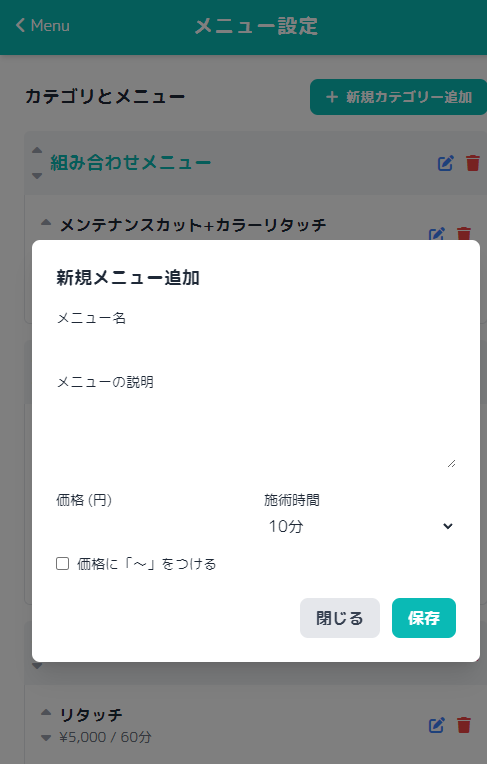 Menu
メニュー設定
カテゴリとメニュー
新規カテゴリー追加
組み合わせメニュー
メンテナンスカット+カラーリタッチ
新規メニュー追加
メニュー名
メニューの説明
価格 (円)
施術時間
10分
価格に「～」をつける
閉じる
保存
リタッチ
¥5,000 / 60分